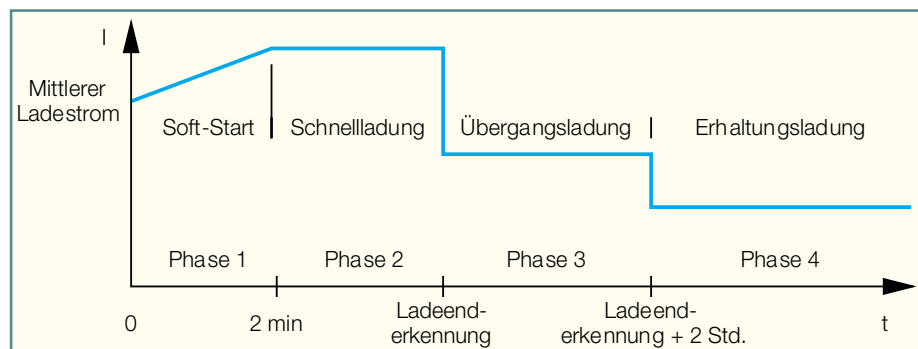 I
Mittlerer
Ladestrom
Soft-Start
Schnellladung
Übergangsladung
Erhaltungsladung
Phase 1
Phase 2
Phase 3
Phase 4
0
2 min
Ladeend-
erkennung
Ladeend-
erkennung + 2 Std.
t